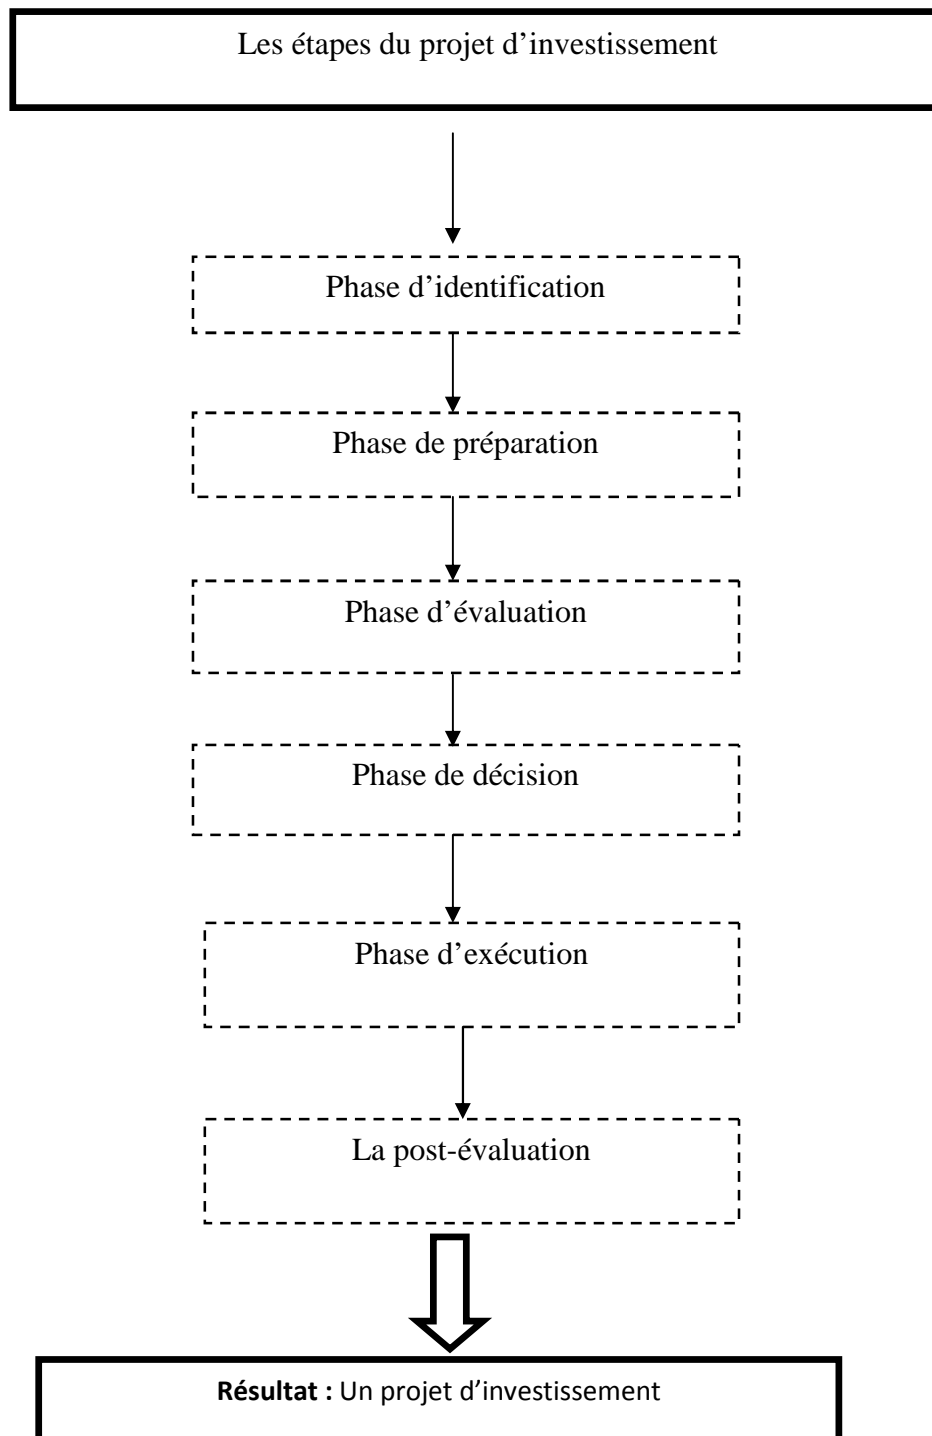 Les étapes du projet d’investissement
Phase d’identification
Phase de préparation
Phase d’évaluation
Phase de décision
Phase d’exécution
La post-évaluation
Résultat : Un projet d’investissement